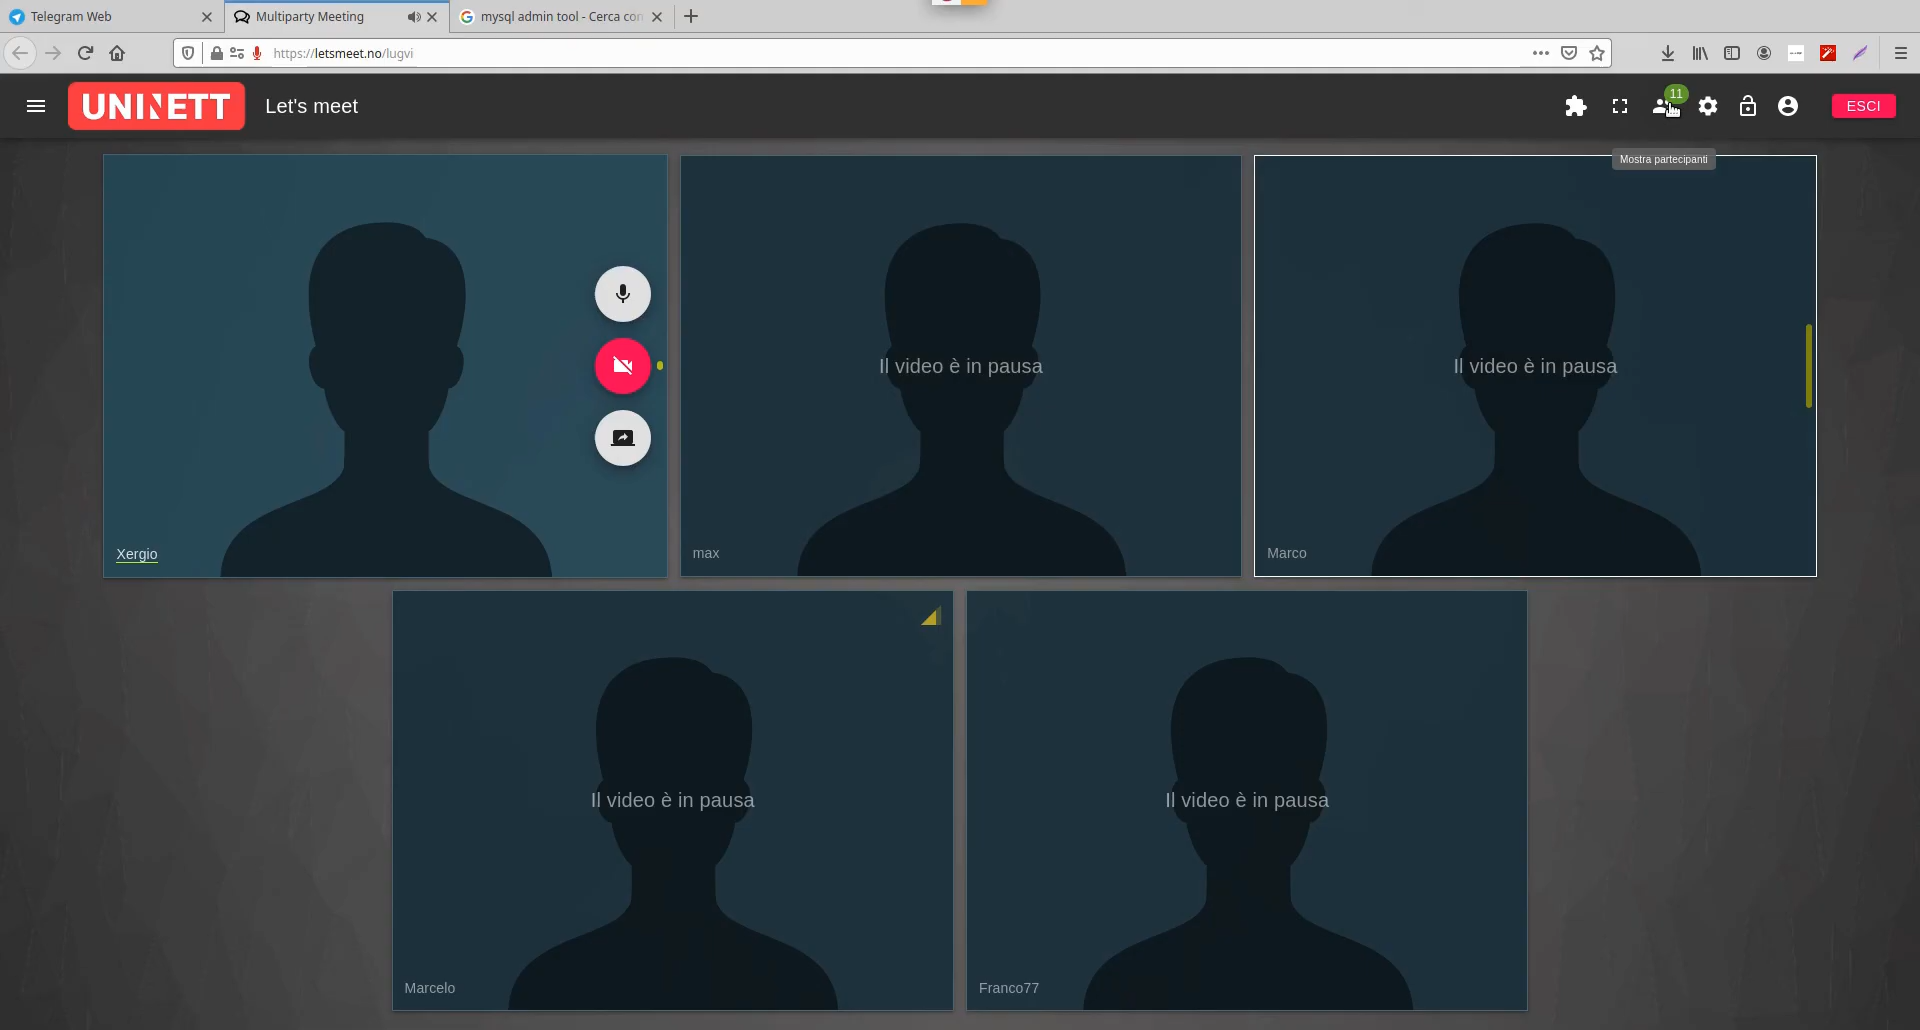 Telegram Web
Multiparty Meeting
mysql admin tool - Cerca con
https://letsmeet.no/lugvi
UNINETT
Let's meet
11
ESCI
Mostra partecipanti
Xergio
Il video è in pausa
max
Il video è in pausa
Marco
Il video è in pausa
Marcelo
Il video è in pausa
Franco77